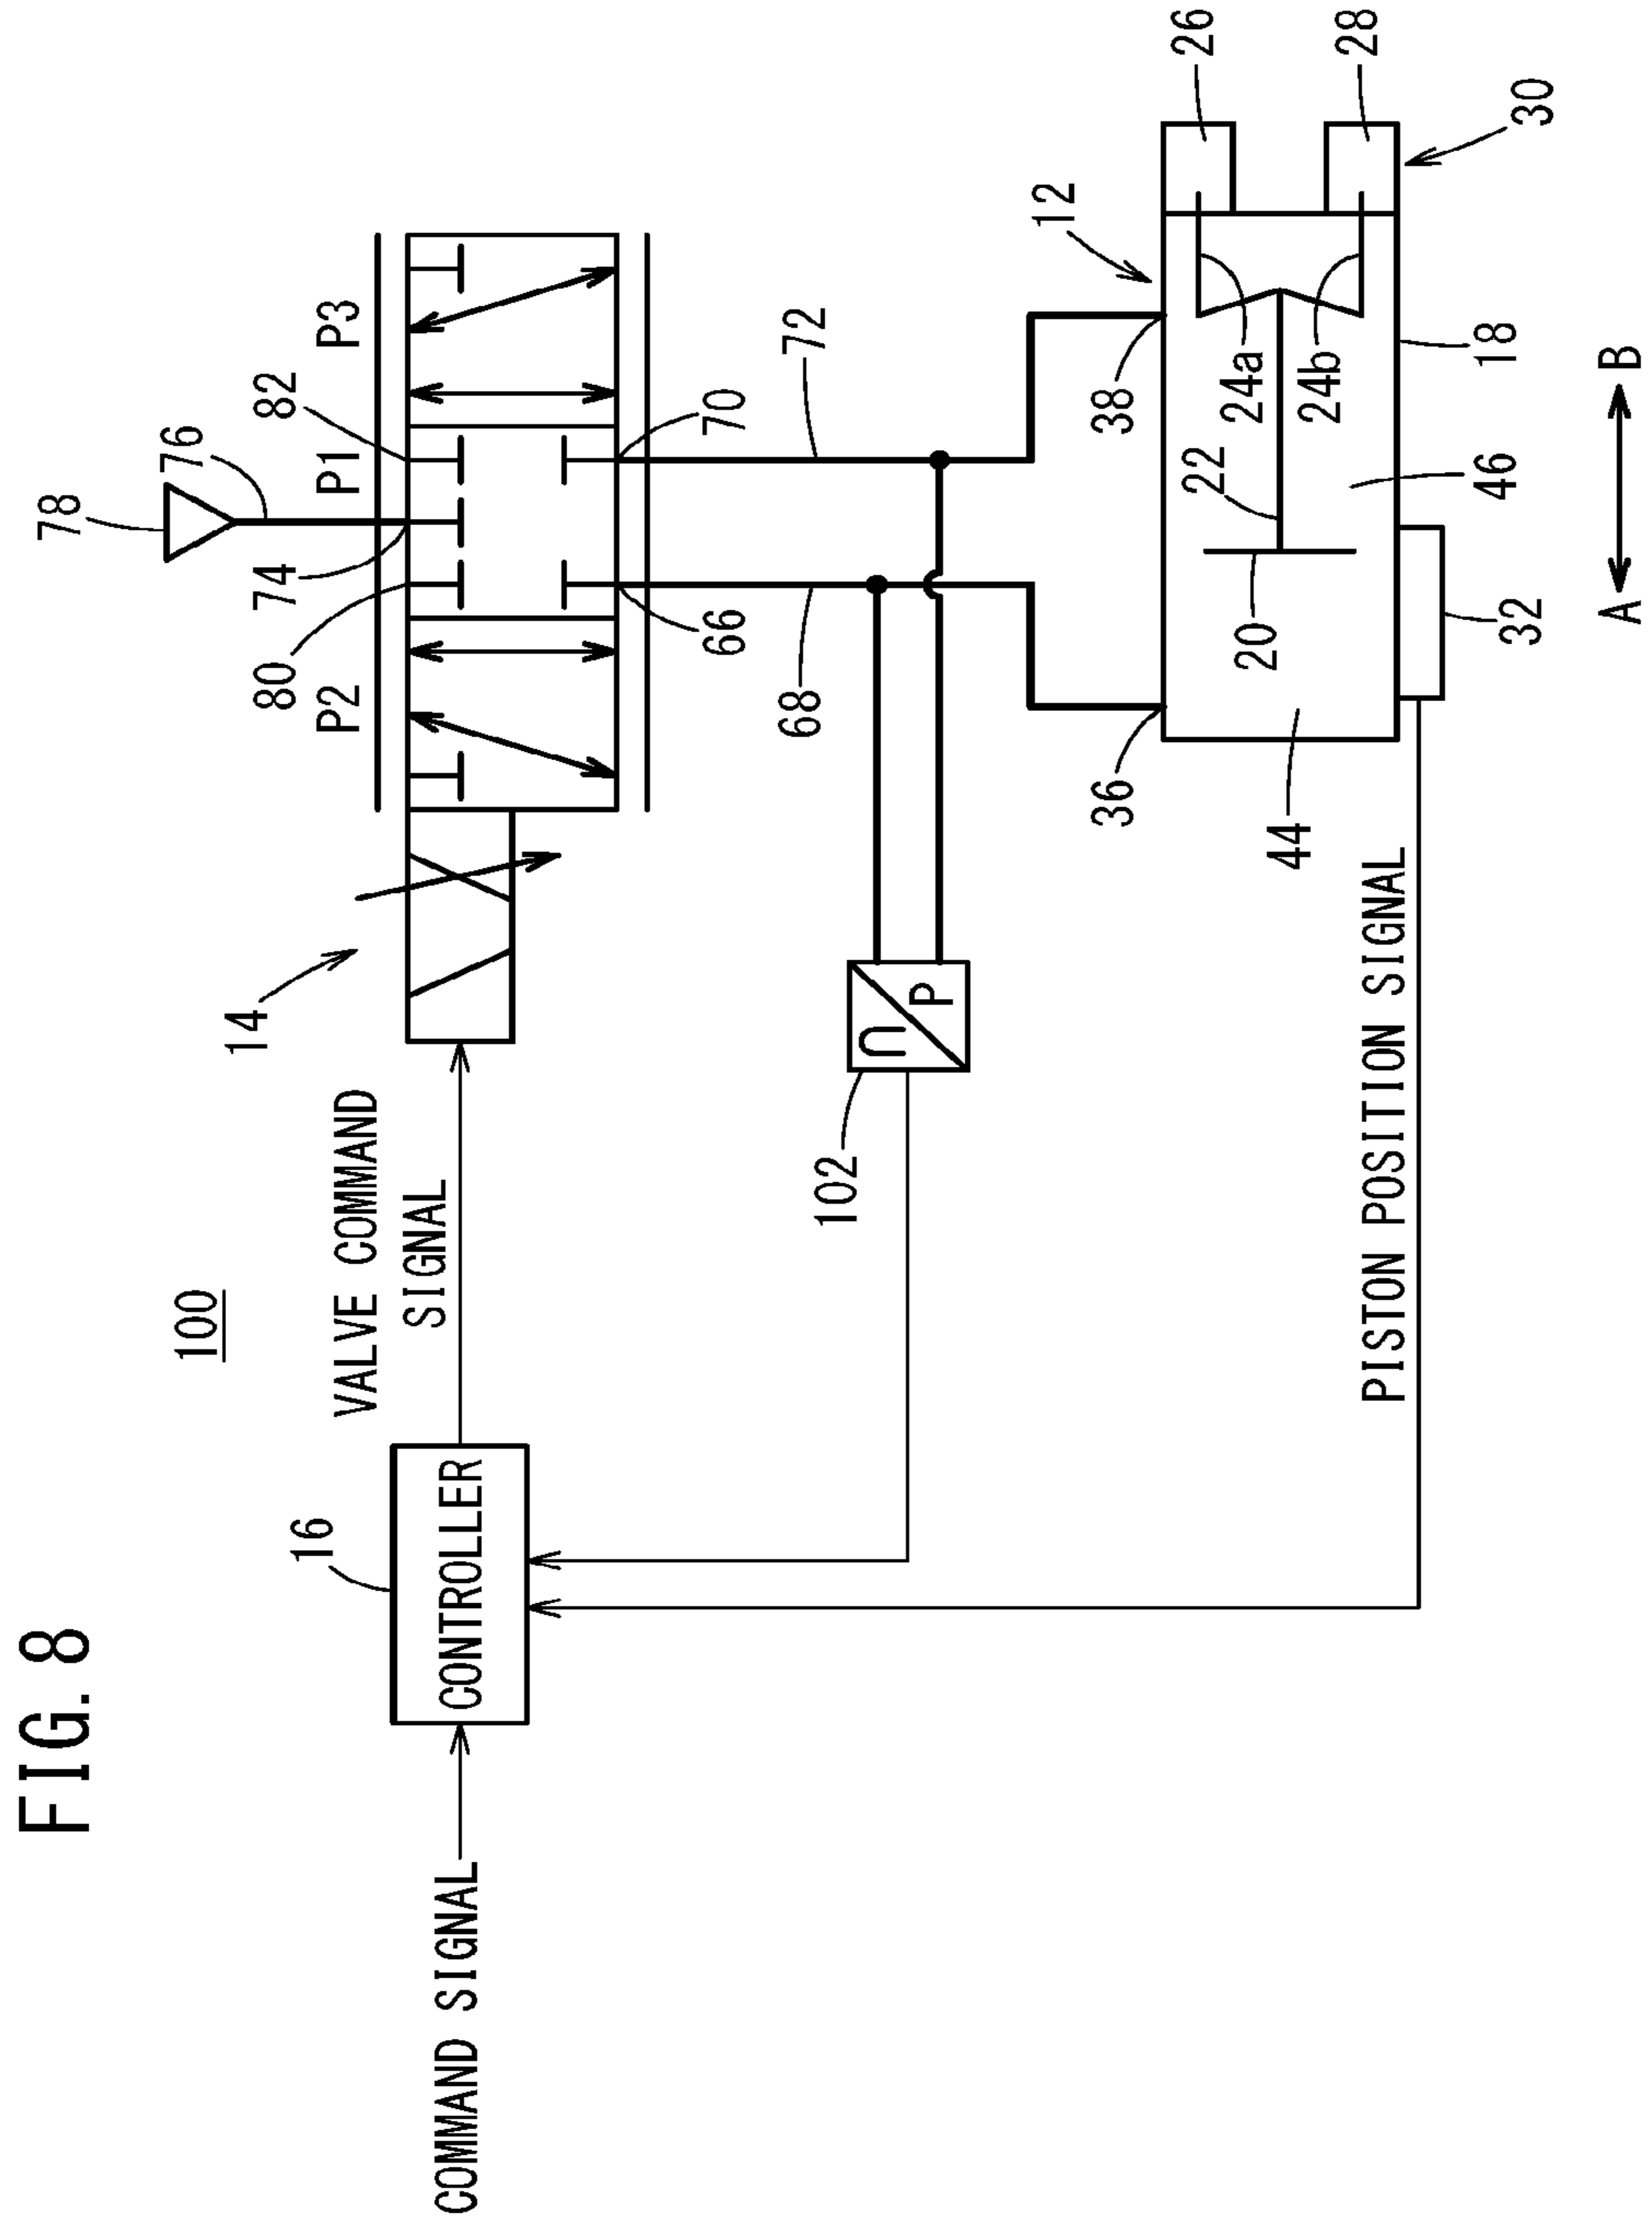 FIG. 8
100
COMMAND SIGNAL
16
CONTROLLER
VALVE COMMAND
SIGNAL
14
78
76
74
80
82
P2
P1
P3
66
70
68
72
102
U
P
12
36
38
26
28
30
24a
24b
22
20
44
46
18
32
PISTON POSITION SIGNAL
A
B